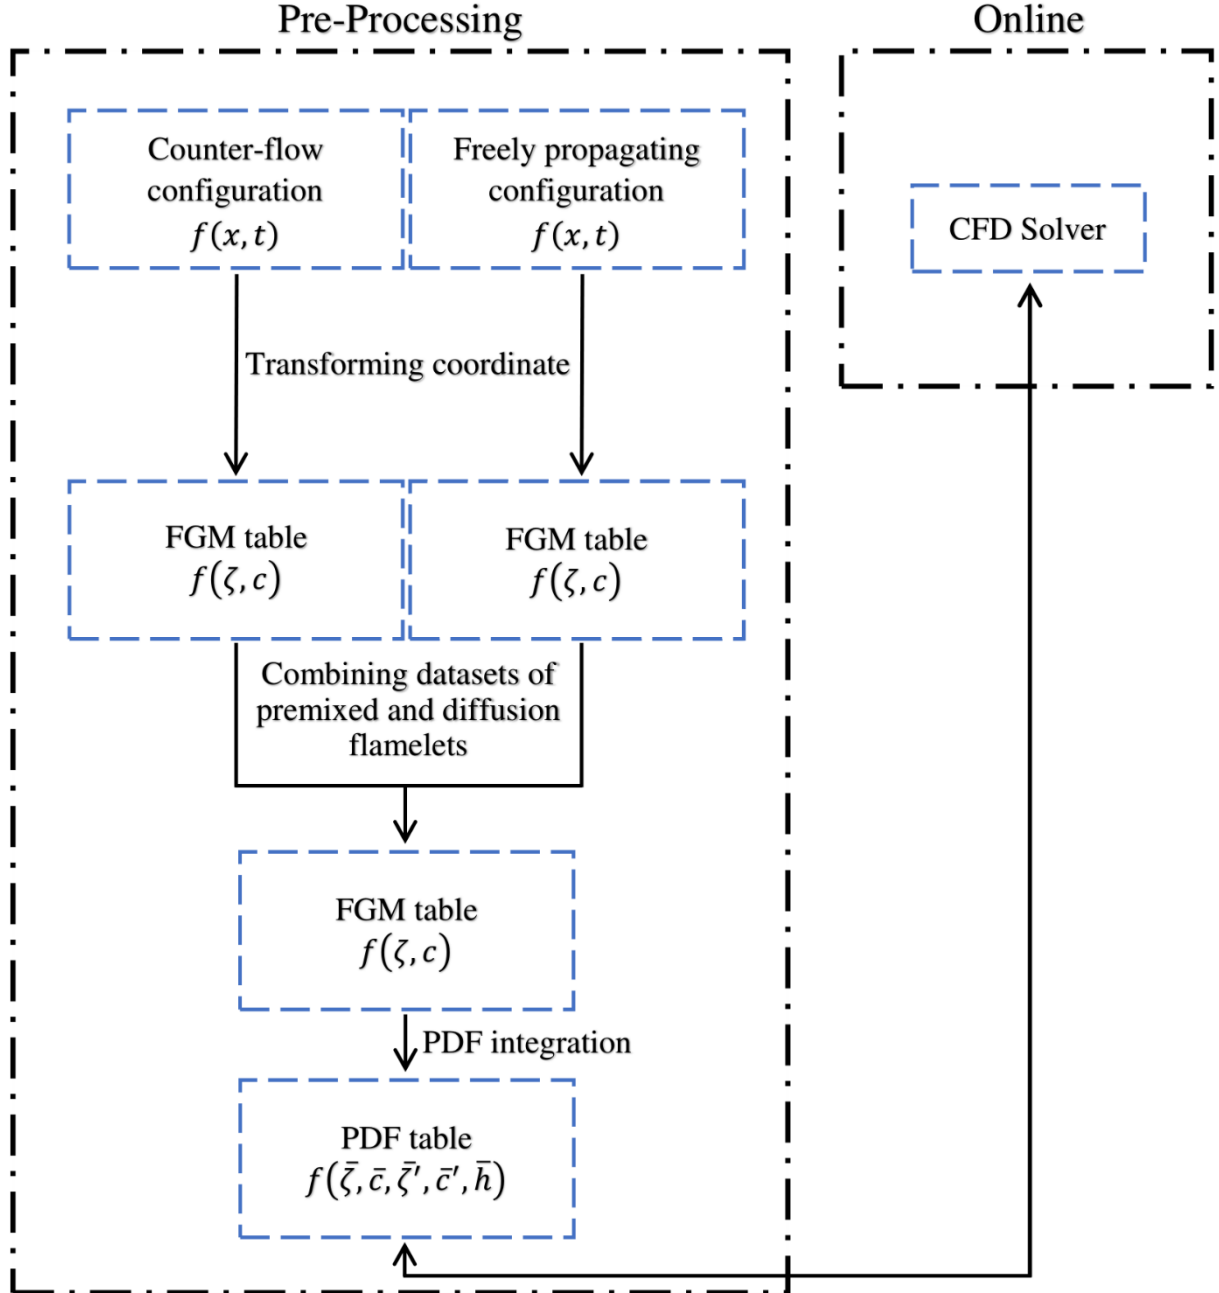 Pre-Processing
Online
Counter-flow
configuration
f(x, t)
Freely propagating
configuration
f(x, t)
CFD Solver
Transforming coordinate
FGM table
f(ζ, c)
FGM table
f(ζ, c)
Combining datasets of
premixed and diffusion
flamelets
FGM table
f(ζ, c)
PDF integration
PDF table
f(ζ̄, c̄, ζ̄′, c̄′, h̄)